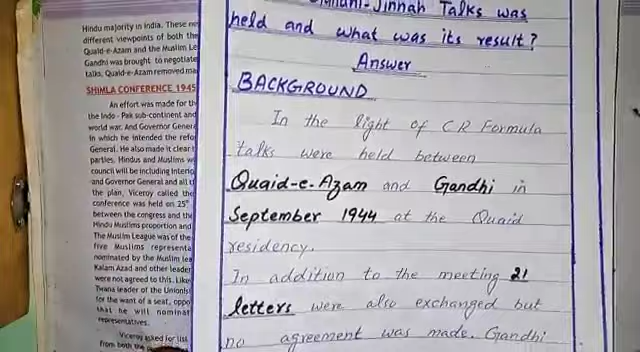 Hindu majority in India. These
different viewpoints of both the
Quaid-e-Azam and the Muslim Le
Gandhi was brought to negotiate
talks, Quaid-e-Azam removed ma
SHIMLA CONFERENCE 1945
An effort was made for th
the Indo - Pak sub-continent and
world war. And Governor Gener
in which he intended the refo
General. He also made it clear t
parties. Hindus and Muslims w
council will be including interio
and Governor General and all t
the plan, Viceroy called the
conference was held on 25
between the congress and the
Hindu Muslims proportion and
The Muslim League was of the
five Muslims representa
nominated by the Muslim lea
Kalam Azad and other leader
were not agreed to this. Like
Twana leader of the Unionis
for the want of a seat, oppo
that he will nominat
representatives.
Viceroy asked for list
from both the
-Jinnah Talks was
held and what was its result?
Answer
BACKGROUND
In the light of CR Formula
talks were held between
Quaid-e-Azam and Gandhi in
September 1944 at the Quaid
residency.
In addition to the meeting 21
letters were also exchanged but
no agreement was made. Gandhi